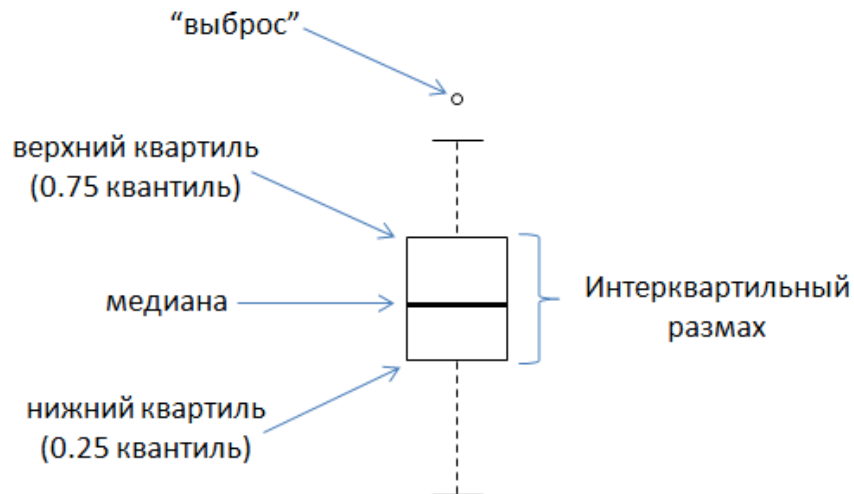 “выброс”
верхний квартиль
(0.75 квантиль)
медиана
Интерквартильный
размах
нижний квартиль
(0.25 квантиль)